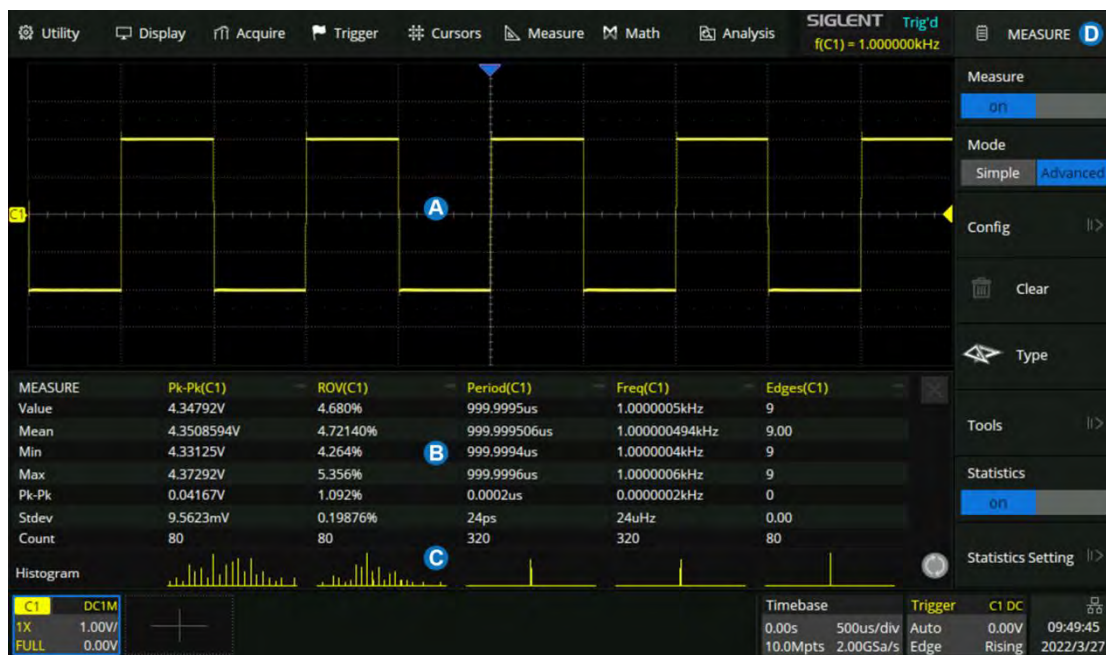 Utility Display Acquire Trigger Cursors Measure Math Analysis
SIGLENT Trig'd
f(C1) = 1.000000kHz
MEASURE D
Measure
on
Mode
Simple Advanced
Config
Clear
Type
Tools
Statistics
on
Statistics Setting
C1
A
MEASURE Pk-Pk(C1) ROV(C1) Period(C1) Freq(C1) Edges(C1)
Value 4.34792V 4.680% 999.9995us 1.0000005kHz 9
Mean 4.3508594V 4.72140% 999.999506us 1.000000494kHz 9.00
Min 4.33125V 4.264% B 999.9994us 1.0000004kHz 9
Max 4.37292V 5.356% 999.9996us 1.0000006kHz 9
Pk-Pk 0.04167V 1.092% 0.0002us 0.0000002kHz 0
Stdev 9.5623mV 0.19876% 24ps 24uHz 0.00
Count 80 80 320 320 80
C
Histogram
C1 DC1M
1X 1.00V/
FULL 0.00V
Timebase
0.00s 500us/div
10.0Mpts 2.00GSa/s
Trigger C1 DC
Auto 0.00V
Edge Rising
09:49:45
2022/3/27